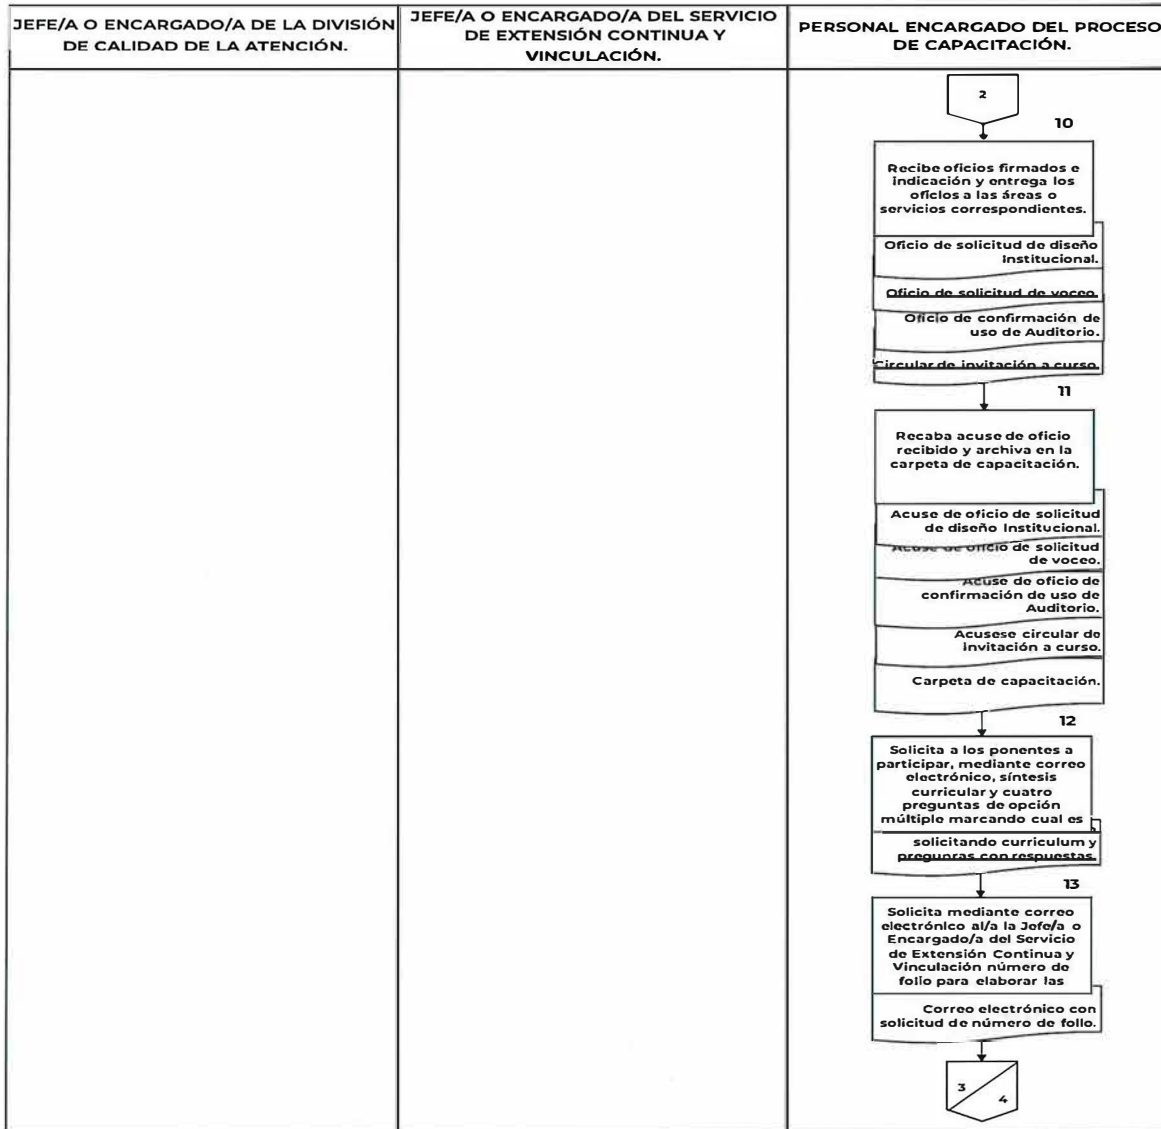 JEFE/A O ENCARGADO/A DE LA DIVISIÓN
DE CALIDAD DE LA ATENCIÓN.
JEFE/A O ENCARGADO/A DEL SERVICIO
DE EXTENSIÓN CONTINUA Y
VINCULACIÓN.
PERSONAL ENCARGADO DEL PROCESO
DE CAPACITACIÓN.
2
10
Recibe oficios firmados e
indicación y entrega los
oficios a las áreas o
servicios correspondientes.
Oficio de solicitud de diseño
Institucional.
Oficio de solicitud de voceo.
Oficio de confirmación de
uso de Auditorio.
Circular de invitación a curso.
11
Recaba acuse de oficio
recibido y archiva en la
carpeta de capacitación.
Acuse de oficio de solicitud
de diseño Institucional.
Acuse de oficio de solicitud
de voceo.
Acuse de oficio de
confirmación de uso de
Auditorio.
Acusese circular de
invitación a curso.
Carpeta de capacitación.
12
Solicita a los ponentes a
participar, mediante correo
electrónico, síntesis
curricular y cuatro
preguntas de opción
múltiple marcando cual es
solicitando curriculum y
pregunras con respuestas.
13
Solicita mediante correo
electrónico al/a la Jefe/a o
Encargado/a del Servicio
de Extensión Continua y
Vinculación número de
folio para elaborar las
Correo electrónico con
solicitud de número de folio.
3
4